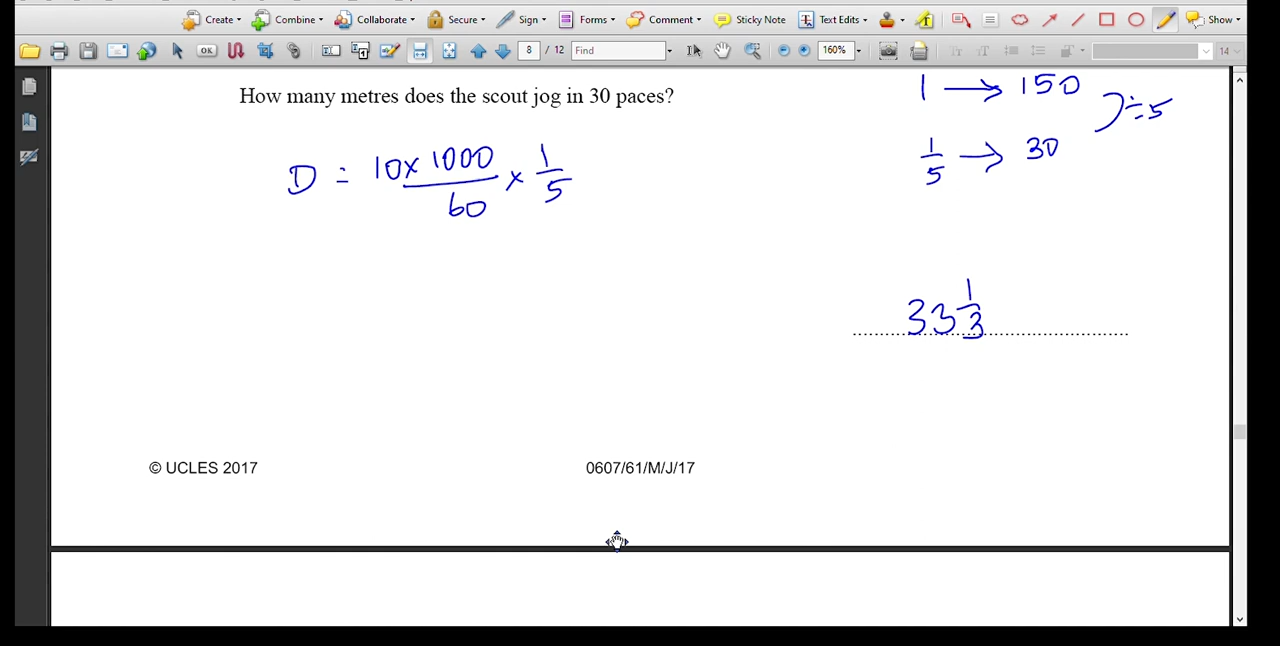 Create Combine Collaborate Secure Sign Forms Comment Sticky Note Text Edits Show
OK 8 / 12 Find 160% 14
How many metres does the scout jog in 30 paces?
1 → 150
) ÷ 5
1/5 → 30
D = 10 x 1000 / 60 x 1/5
33 1/3
© UCLES 2017 0607/61/M/J/17